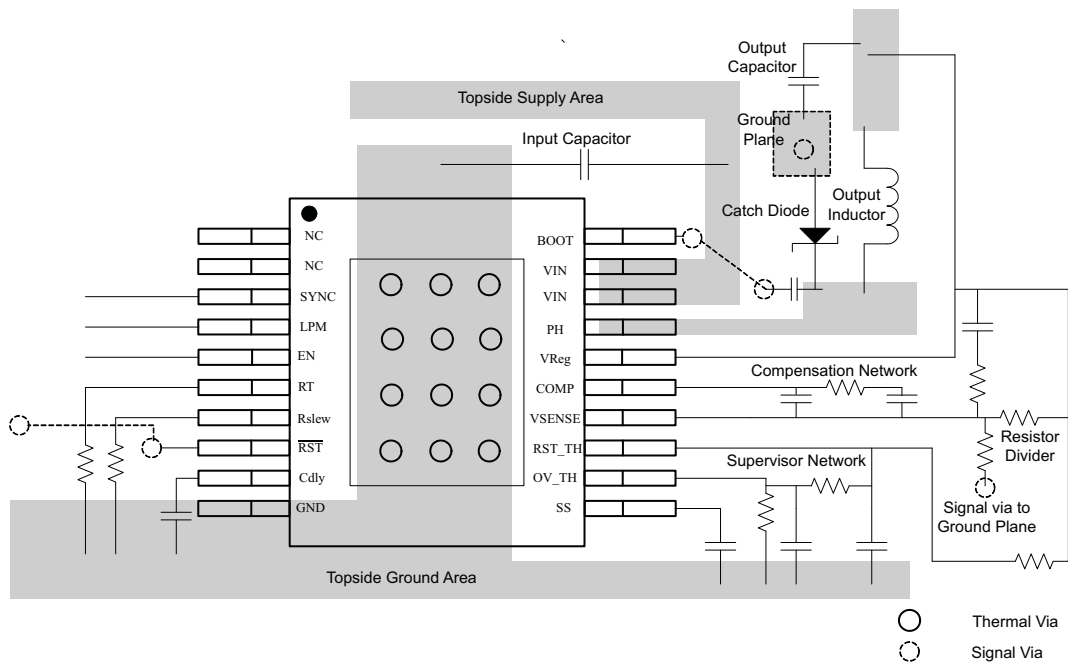 `
Output
Capacitor
Topside Supply Area
Ground
Plane
Input Capacitor
Catch Diode
Output
Inductor
NC
NC
SYNC
LPM
EN
RT
Rslew
RST
Cdly
GND
BOOT
VIN
VIN
PH
VReg
COMP
VSENSE
RST_TH
OV_TH
SS
Compensation Network
Resistor
Divider
Supervisor Network
Signal via to
Ground Plane
Topside Ground Area
Thermal Via
Signal Via